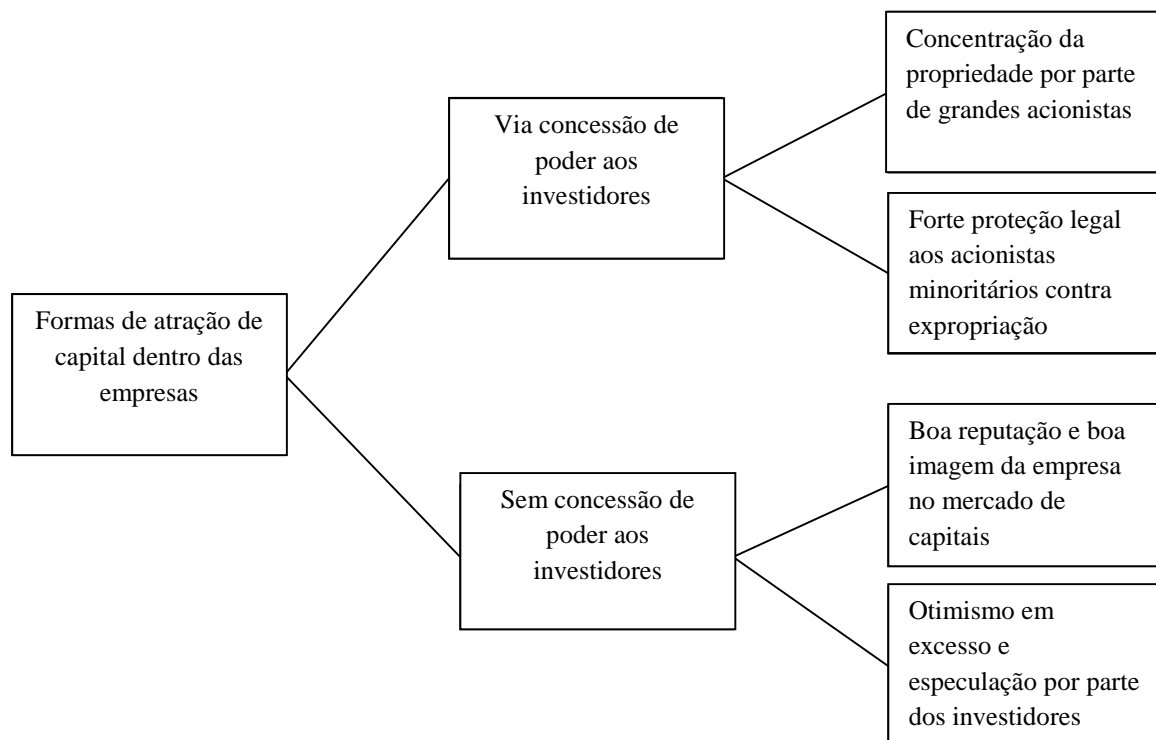 Formas de atração de
capital dentro das
empresas
Via concessão de
poder aos
investidores
Concentração da
propriedade por parte
de grandes acionistas
Forte proteção legal
aos acionistas
minoritários contra
expropriação
Sem concessão de
poder aos
investidores
Boa reputação e boa
imagem da empresa
no mercado de
capitais
Otimismo em
excesso e
especulação por parte
dos investidores